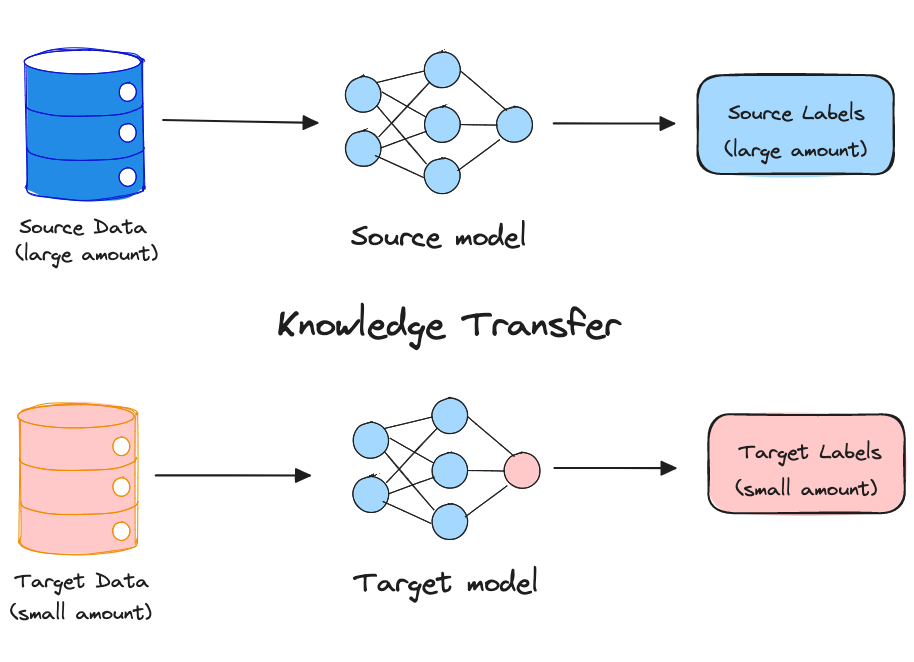 Source Data
(large amount)
Source model
Source Labels
(large amount)
Knowledge Transfer
Target Data
(small amount)
Target model
Target Labels
(small amount)